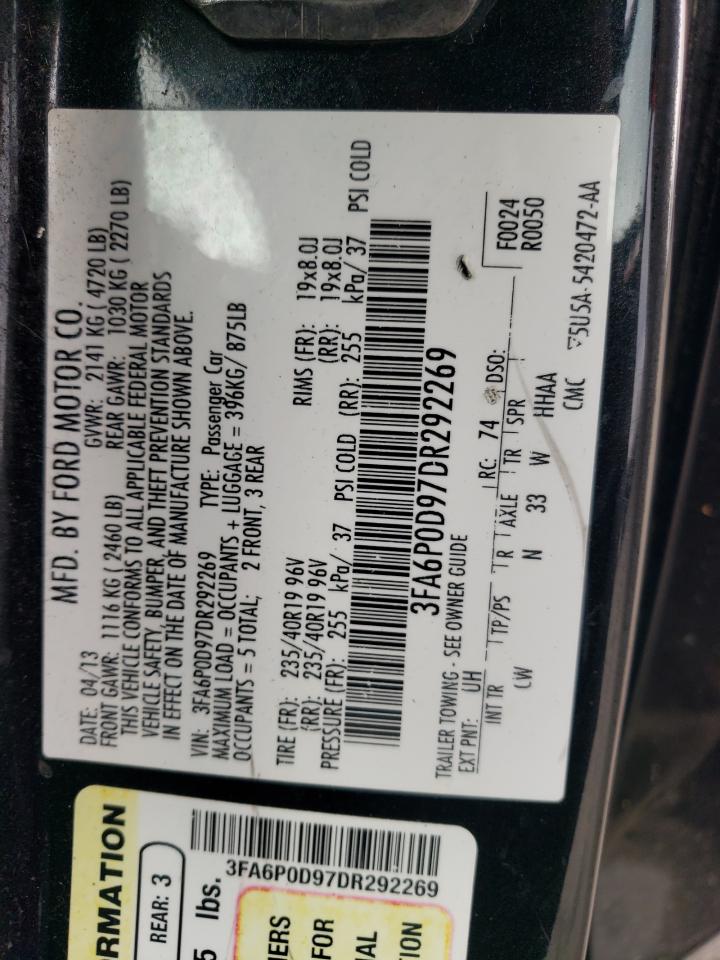 MFD. BY FORD MOTOR CO.
DATE: 04/13 GVWR: 2141 KG ( 4720 LB)
FRONT GAWR: 1116 KG ( 2460 LB) REAR GAWR: 1030 KG ( 2270 LB)
THIS VEHICLE CONFORMS TO ALL APPLICABLE FEDERAL MOTOR
VEHICLE SAFETY, BUMPER, AND THEFT PREVENTION STANDARDS
IN EFFECT ON THE DATE OF MANUFACTURE SHOWN ABOVE.
VIN: 3FA6P0D97DR292269 TYPE: Passenger Car
MAXIMUM LOAD = OCCUPANTS + LUGGAGE = 396KG/ 875LB
OCCUPANTS = 5 TOTAL; 2 FRONT, 3 REAR
TIRE (FR): 235/40R19 96V RIMS (FR): 19x8.0J
(RR): 235/40R19 96V (RR): 19x8.0J
PRESSURE (FR): 255 kPa/ 37 PSI COLD (RR): 255 kPa/ 37 PSI COLD
3FA6P0D97DR292269
F0024
R0050
TRAILER TOWING - SEE OWNER GUIDE
EXT PNT: UH RC: 74 DSO:
INT TR TP/PS R AXLE TR SPR
CW N 33 W HHAA
CMC ▽5U5A-5420472-AA
RMATION
REAR: 3
5 lbs.
3FA6P0D97DR292269
NERS
FOR
NAL
TION